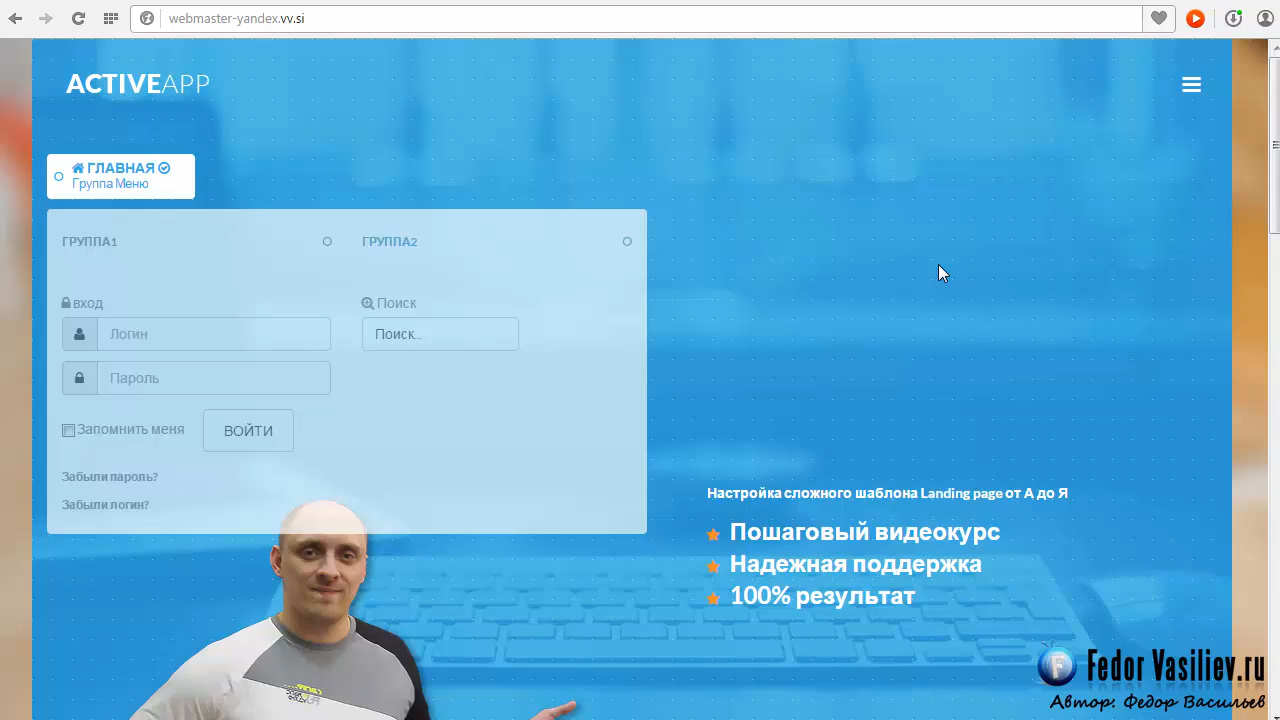 webmaster-yandex.vv.si
ACTIVEAPP
ГЛАВНАЯ
Группа Меню
ГРУППА1
ГРУППА2
вход
Поиск
Логин
Поиск...
Пароль
Запомнить меня
ВОЙТИ
Забыли пароль?
Забыли логин?
Настройка сложного шаблона Landing page от А до Я
Пошаговый видеокурс
Надежная поддержка
100% результат
Fedor Vasiliev.ru
Автор: Федор Васильев